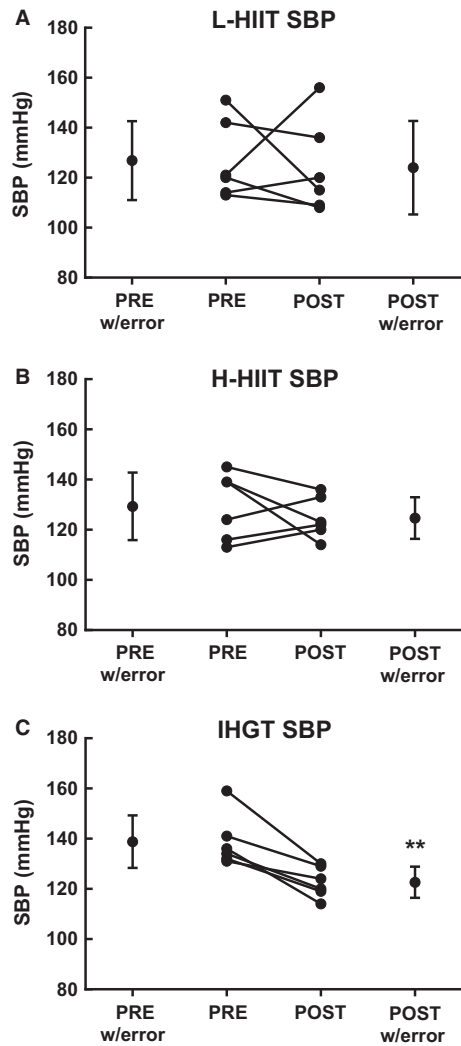 A
L-HIIT SBP
SBP (mmHg)
180
160
140
120
100
80
PRE PRE POST POST
w/error w/error
B
H-HIIT SBP
SBP (mmHg)
180
160
140
120
100
80
PRE PRE POST POST
w/error w/error
C
IHGT SBP
SBP (mmHg)
180
160
140
120
100
80
**
PRE PRE POST POST
w/error w/error